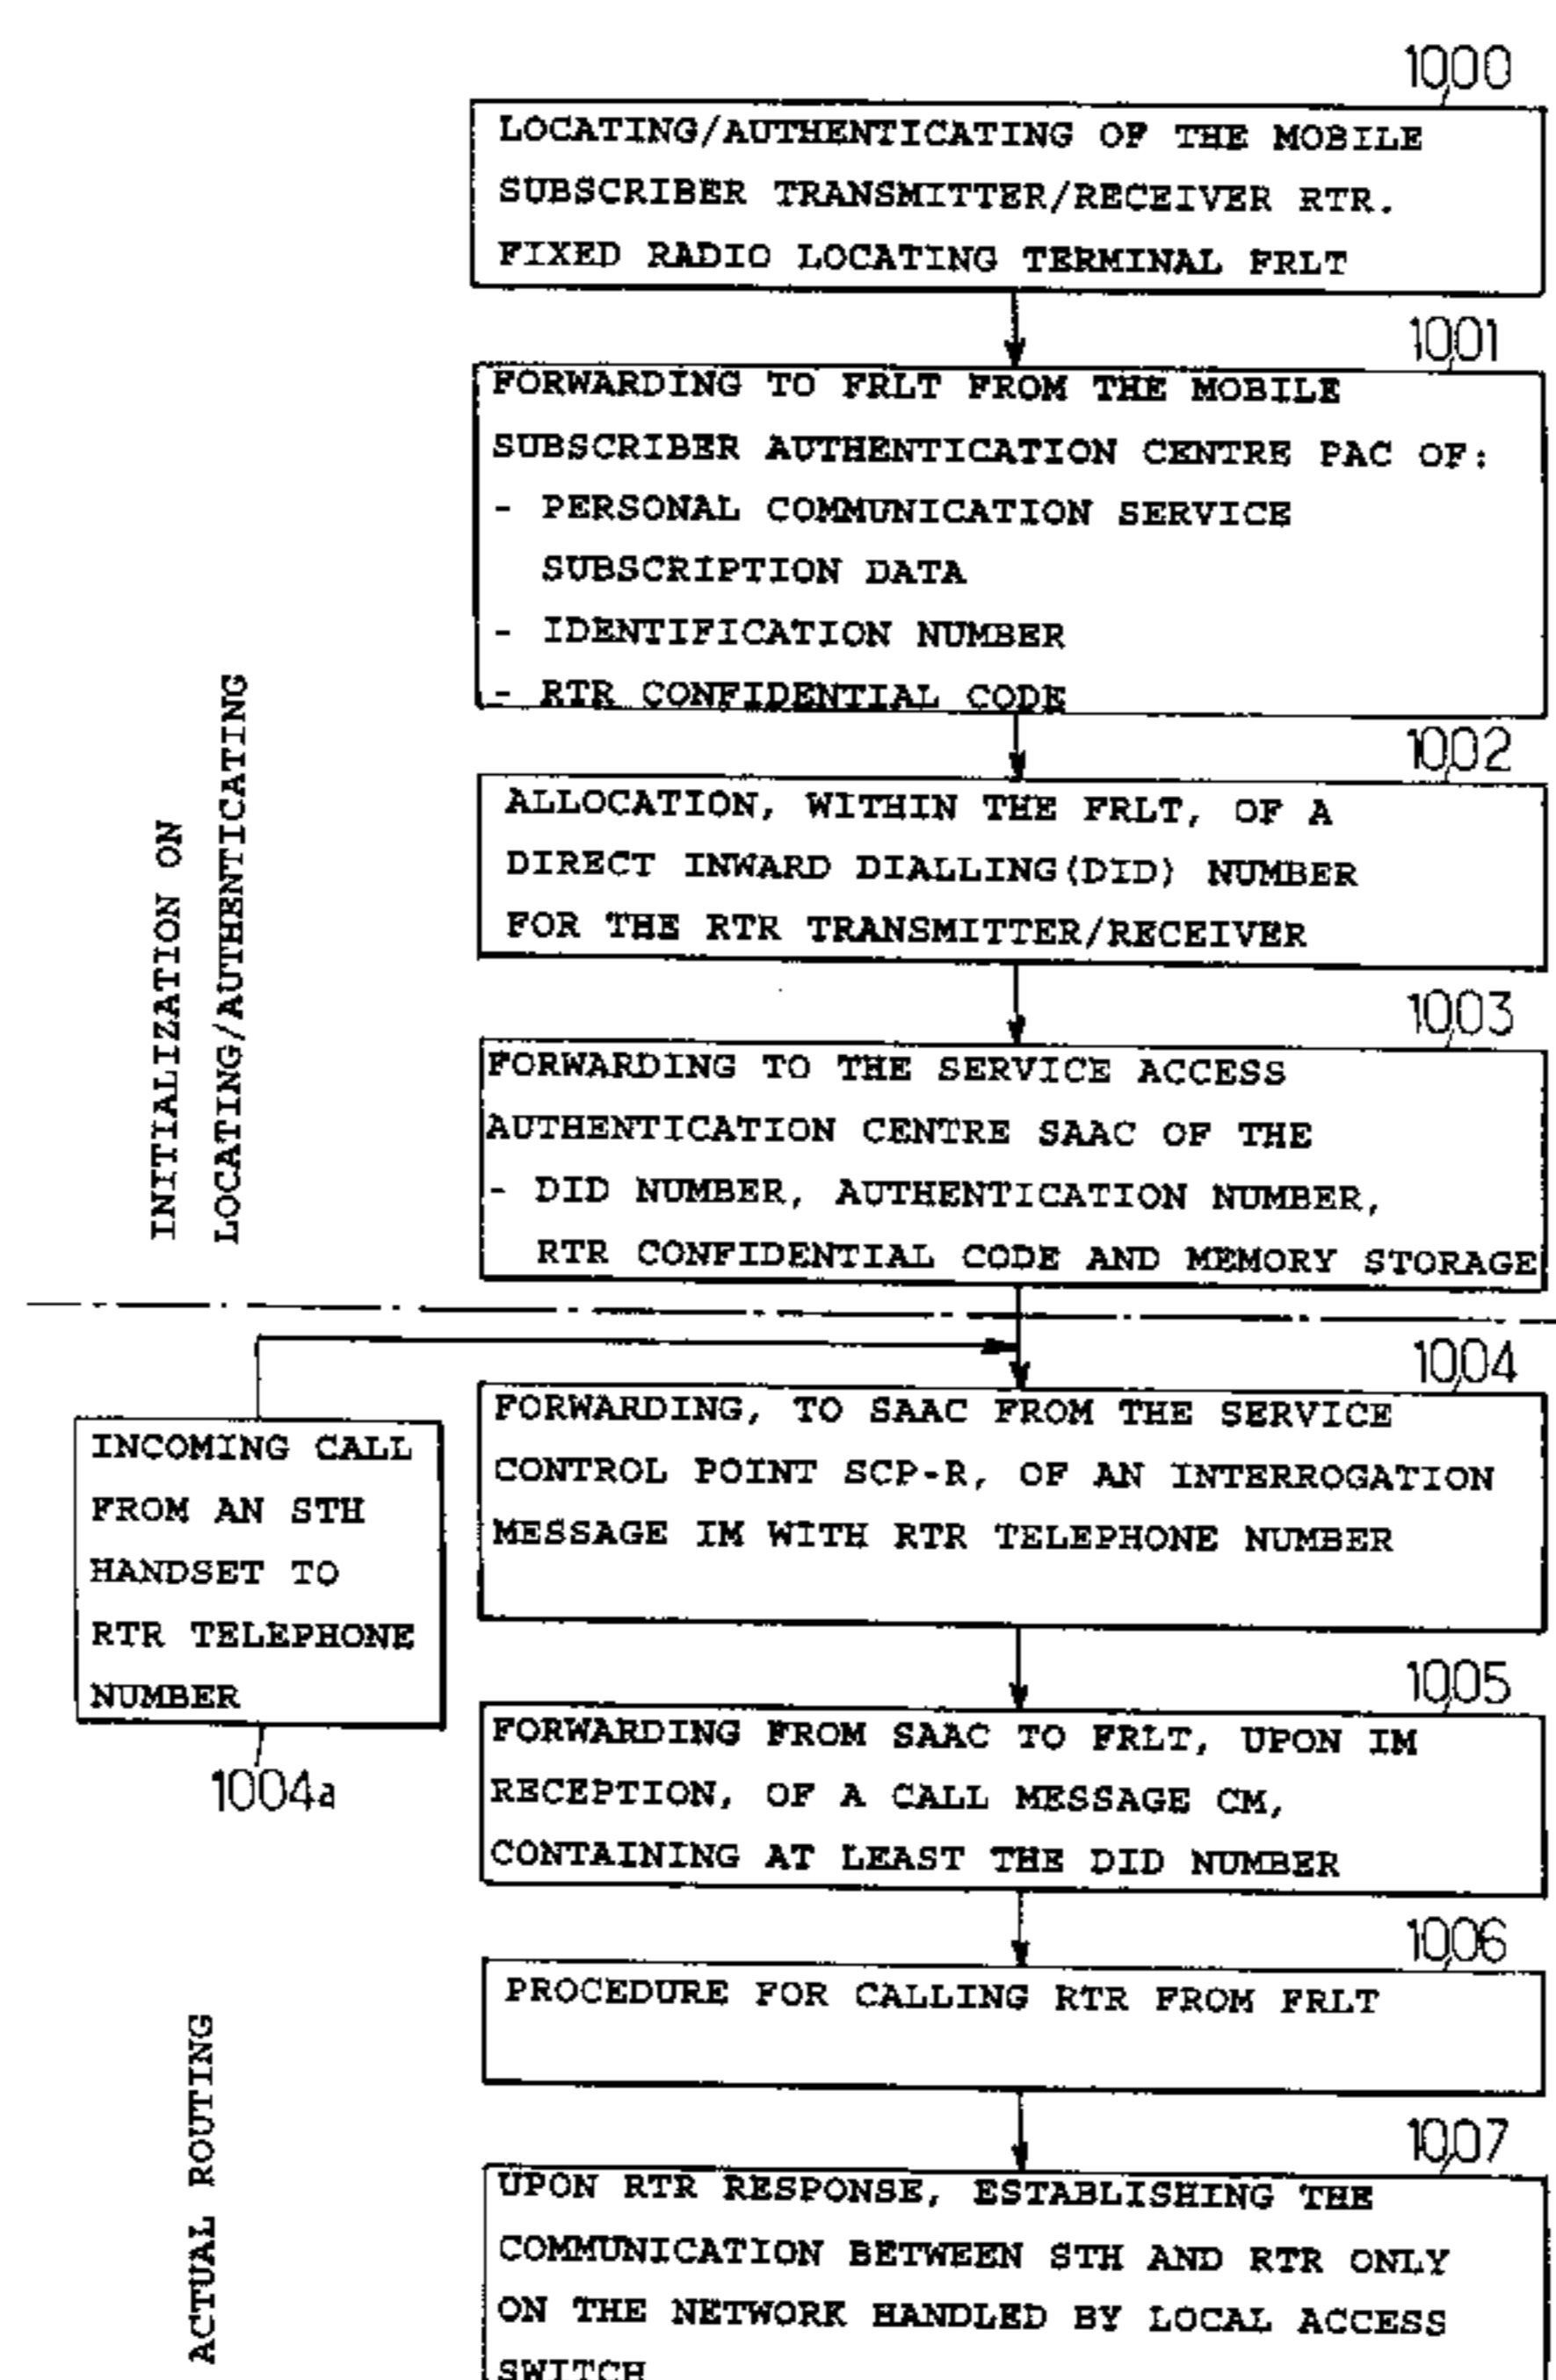 1000
LOCATING/AUTHENTICATING OF THE MOBILE
SUBSCRIBER TRANSMITTER/RECEIVER RTR.
FIXED RADIO LOCATING TERMINAL FRLT
1001
FORWARDING TO FRLT FROM THE MOBILE
SUBSCRIBER AUTHENTICATION CENTRE PAC OF:
- PERSONAL COMMUNICATION SERVICE
SUBSCRIPTION DATA
- IDENTIFICATION NUMBER
- RTR CONFIDENTIAL CODE
1002
ALLOCATION, WITHIN THE FRLT, OF A
DIRECT INWARD DIALLING(DID) NUMBER
FOR THE RTR TRANSMITTER/RECEIVER
1003
FORWARDING TO THE SERVICE ACCESS
AUTHENTICATION CENTRE SAAC OF THE
- DID NUMBER, AUTHENTICATION NUMBER,
RTR CONFIDENTIAL CODE AND MEMORY STORAGE
INITIALIZATION ON
LOCATING/AUTHENTICATING
1004
FORWARDING, TO SAAC FROM THE SERVICE
CONTROL POINT SCP-R, OF AN INTERROGATION
MESSAGE IM WITH RTR TELEPHONE NUMBER
INCOMING CALL
FROM AN STH
HANDSET TO
RTR TELEPHONE
NUMBER
1004a
1005
FORWARDING FROM SAAC TO FRLT, UPON IM
RECEPTION, OF A CALL MESSAGE CM,
CONTAINING AT LEAST THE DID NUMBER
1006
PROCEDURE FOR CALLING RTR FROM FRLT
1007
UPON RTR RESPONSE, ESTABLISHING THE
COMMUNICATION BETWEEN STH AND RTR ONLY
ON THE NETWORK HANDLED BY LOCAL ACCESS
SWITCH
ACTUAL ROUTING